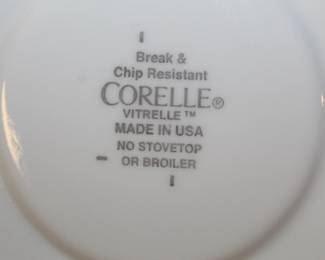 Break &
Chip Resistant
CORELLE®
VITRELLE™
MADE IN USA
NO STOVETOP
OR BROILER